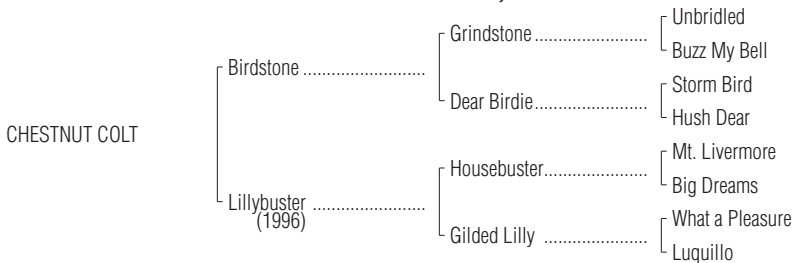 Unbridled
Grindstone ............................
Buzz My Bell
Birdstone ..............................
Storm Bird
Dear Birdie............................
Hush Dear
CHESTNUT COLT
Mt. Livermore
Housebuster.........................
Big Dreams
Lillybuster ............................
(1996)
What a Pleasure
Gilded Lilly .........................
Luquillo